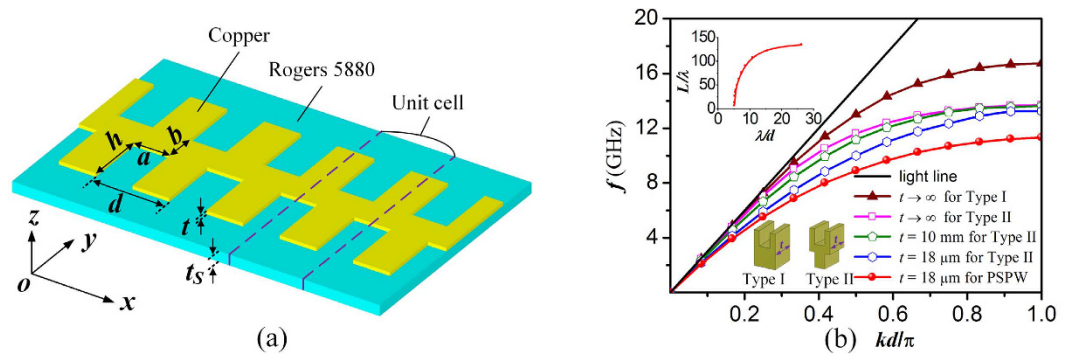 (a)
Copper
Rogers 5880
Unit cell
h
a
b
d
t
tS
z
y
o
x
(a)
(b)
f (GHz)
16
12
8
4
0.2
0.4
0.6
0.8
1.0
kd/π
L/λ
150
100
50
0
0
10
20
30
λ/d
light line
t → ∞ for Type I
t → ∞ for Type II
t = 10 mm for Type II
t = 18 μm for Type II
t = 18 μm for PSPW
t
t
Type I
Type II
(b)
20